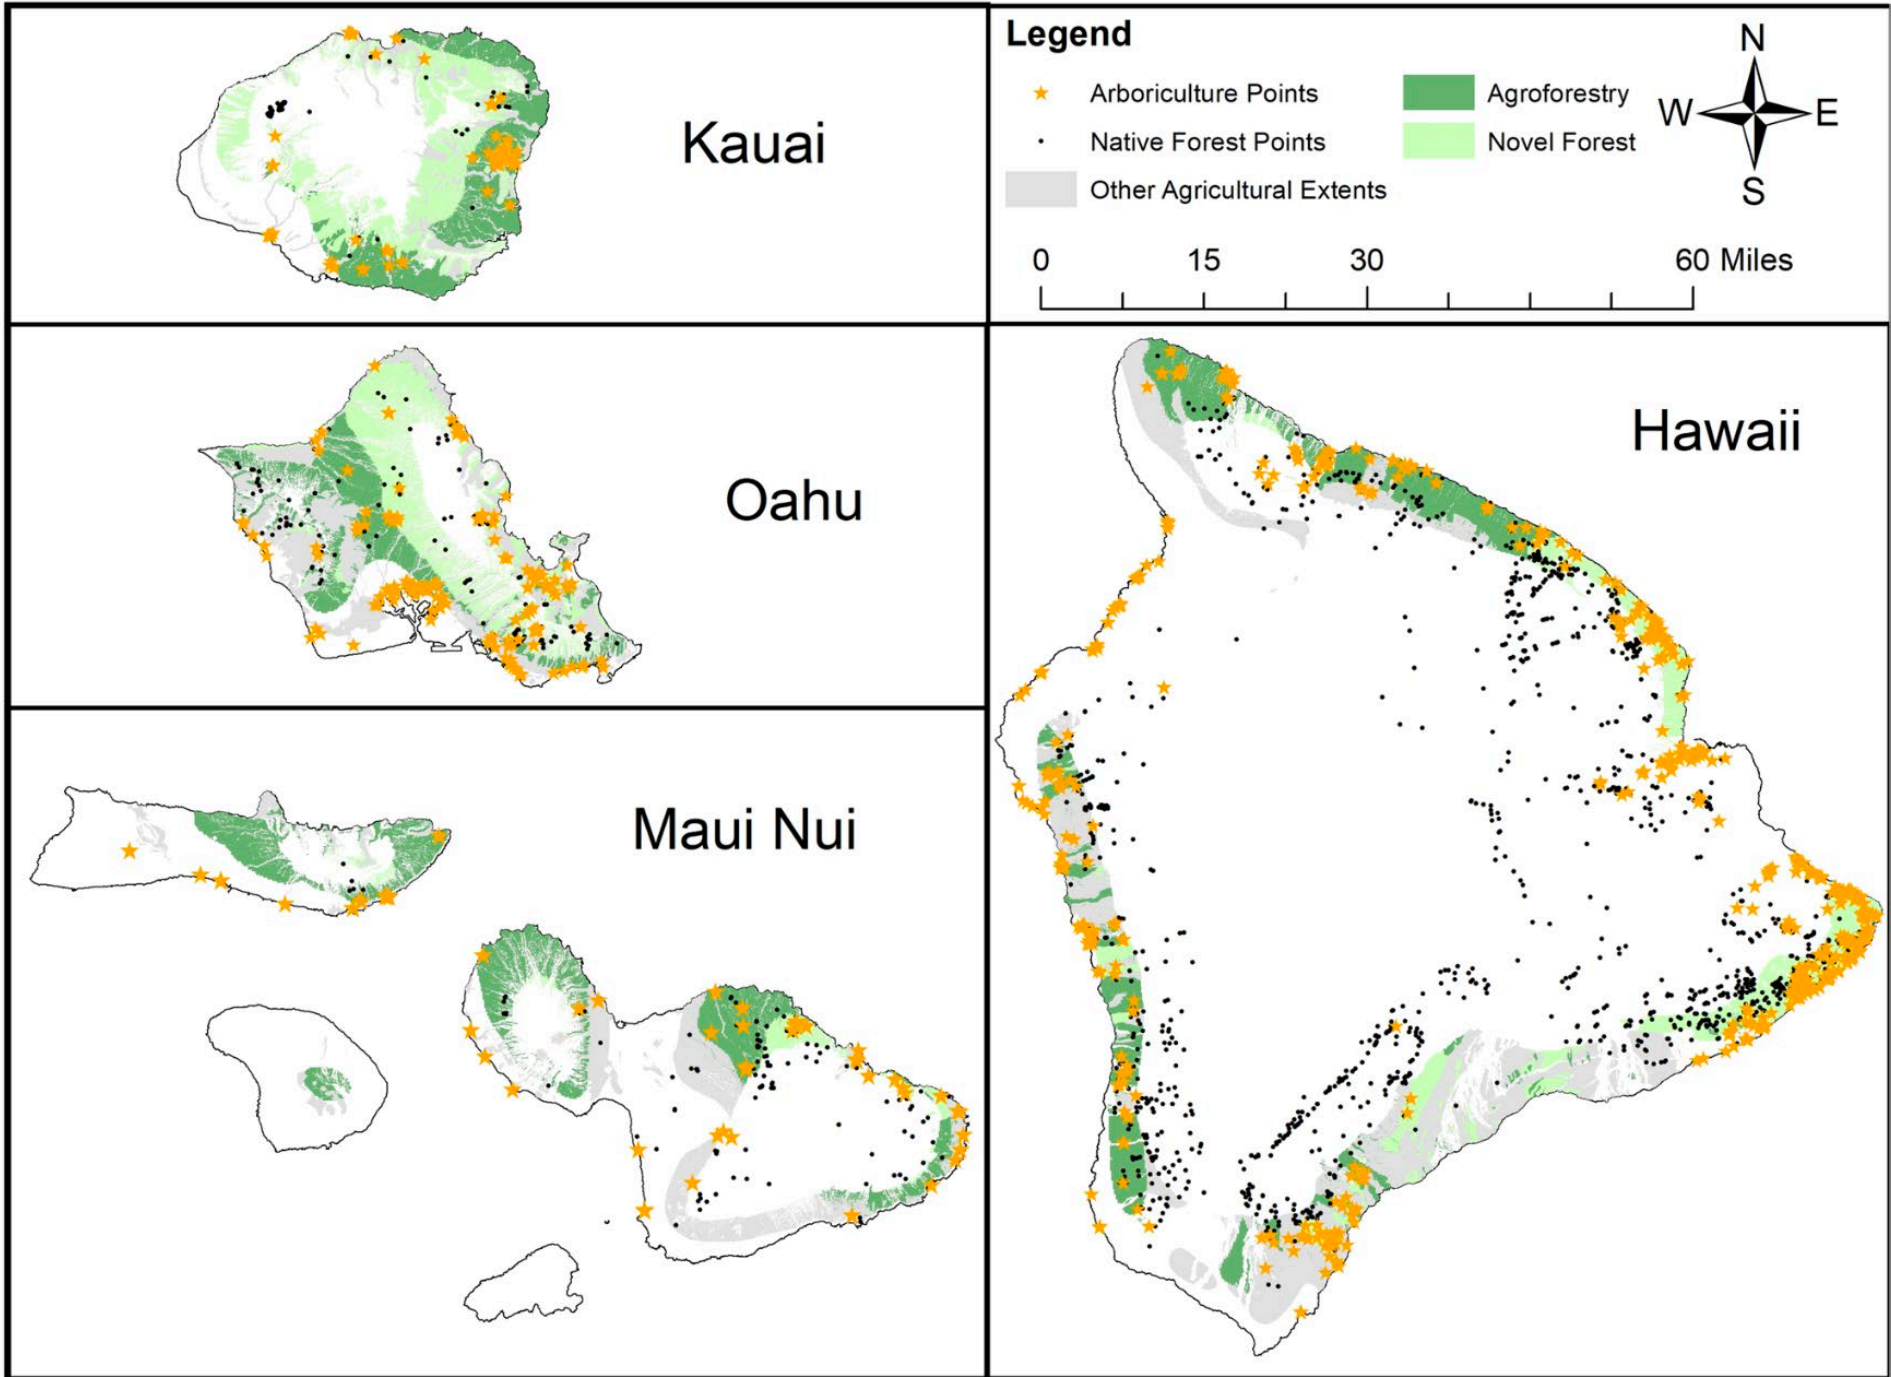 Kauai
Legend
Arboriculture Points
Native Forest Points
Other Agricultural Extents
Agroforestry
Novel Forest
N
W E
S
0 15 30 60 Miles
Oahu
Hawaii
Maui Nui